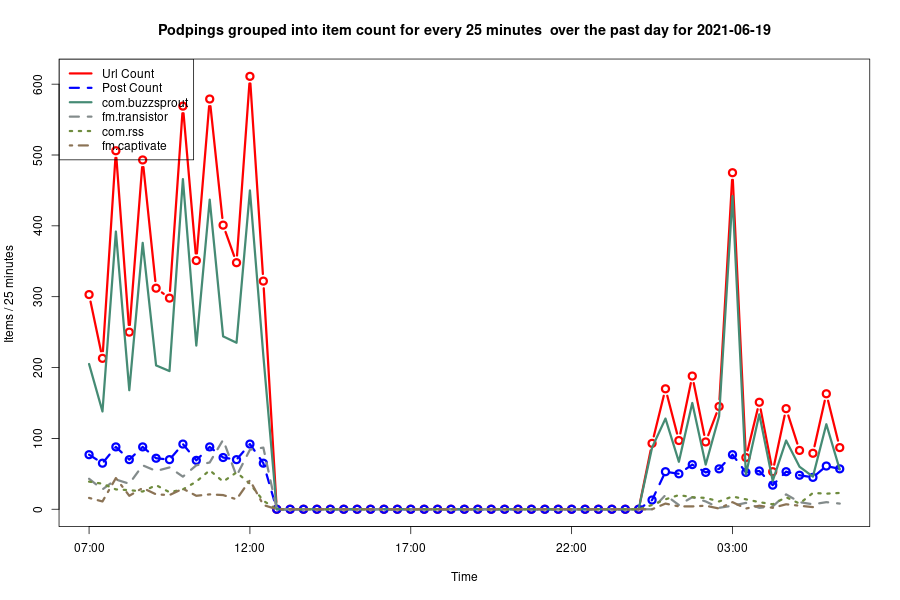 Podpings grouped into item count for every 25 minutes  over the past day for 2021-06-19
Url Count
Post Count
com.buzzsprout
fm.transistor
com.rss
fm.captivate
600
500
400
300
200
100
0
Items / 25 minutes
07:00
12:00
17:00
22:00
03:00
Time